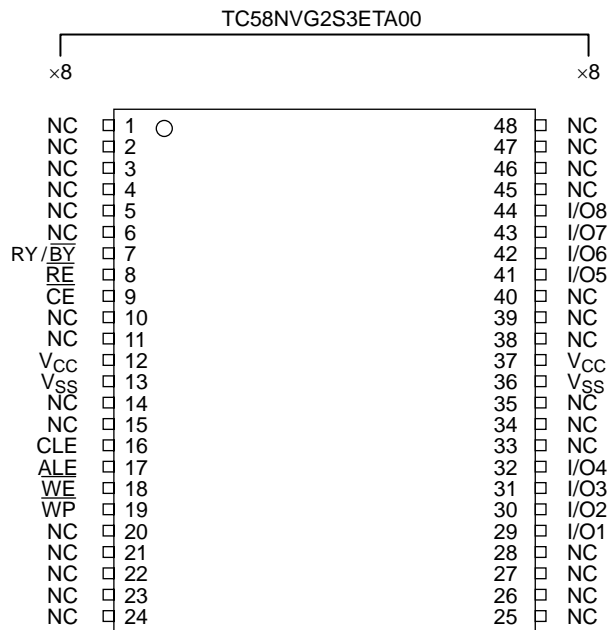 TC58NVG2S3ETA00
×8 ×8
NC 1 48 NC
NC 2 47 NC
NC 3 46 NC
NC 4 45 NC
NC 5 44 I/O8
NC 6 43 I/O7
RY/B̅Y̅ 7 42 I/O6
R̅E̅ 8 41 I/O5
C̅E̅ 9 40 NC
NC 10 39 NC
NC 11 38 NC
VCC 12 37 VCC
VSS 13 36 VSS
NC 14 35 NC
NC 15 34 NC
CLE 16 33 NC
ALE 17 32 I/O4
W̅E̅ 18 31 I/O3
W̅P̅ 19 30 I/O2
NC 20 29 I/O1
NC 21 28 NC
NC 22 27 NC
NC 23 26 NC
NC 24 25 NC